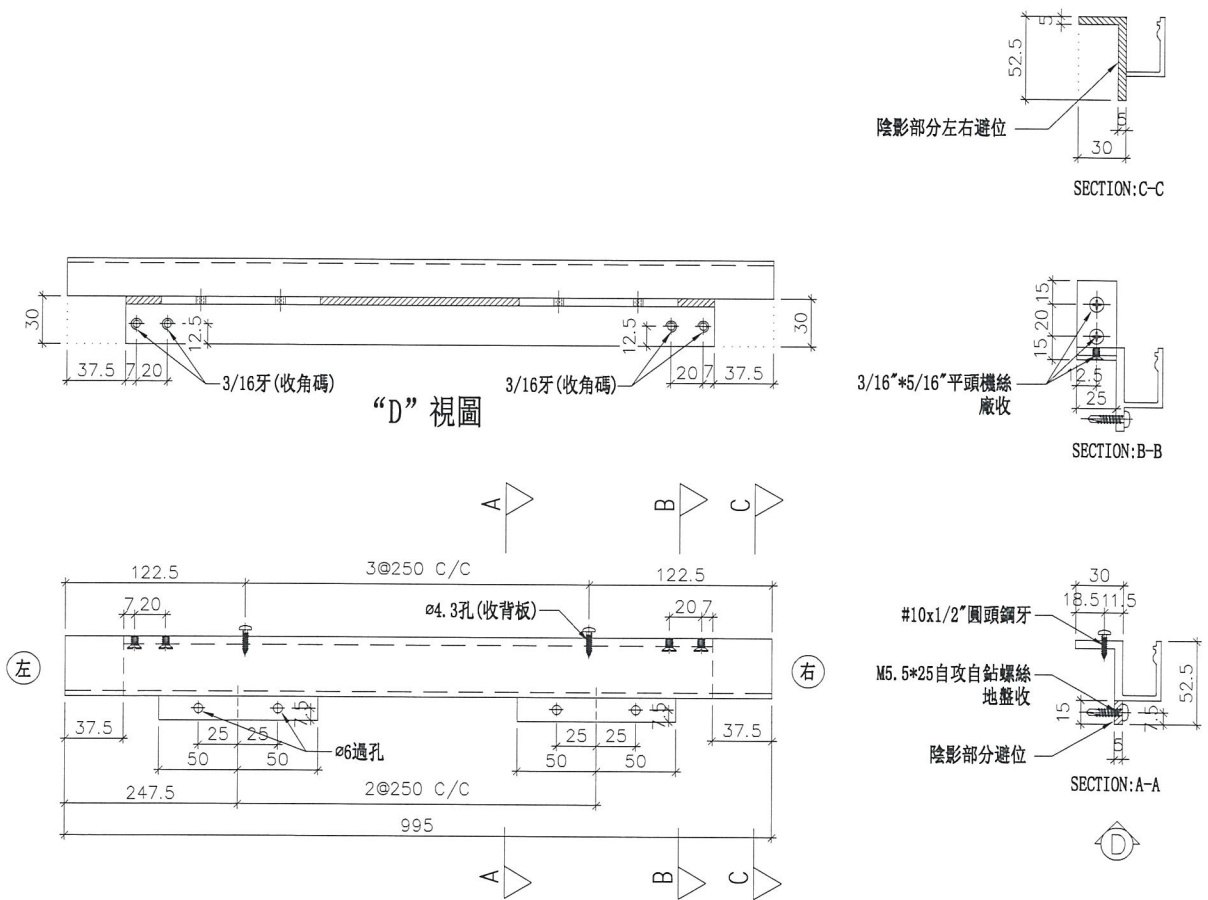 5
52.5
陰影部分左右避位
5
30
SECTION:C-C
30
12.5
12.5
30
37.5
7
20
3/16牙(收角碼)
3/16牙(收角碼)
20
7
37.5
“D”視圖
15
20
15
3/16"*5/16"平頭機絲
廠收
12.5
25
SECTION:B-B
A
B
C
122.5
3@250 C/C
122.5
7
20
ø4.3孔(收背板)
20
7
左
右
37.5
7.5
7.5
37.5
25
25
ø6過孔
25
25
50
50
50
50
247.5
2@250 C/C
995
A
B
C
30
18.5
11.5
#10x1/2"圓頭鋼牙
M5.5*25自攻自鉆螺絲
地盤收
52.5
15
7.5
陰影部分避位
5
SECTION:A-A
D